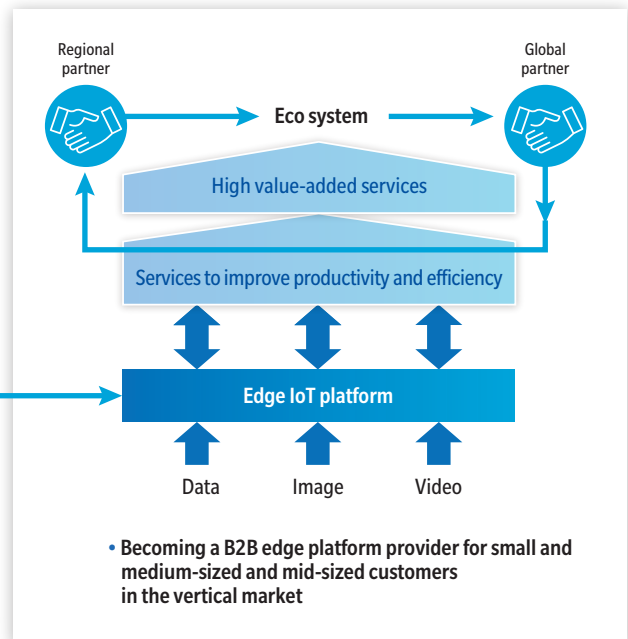 Regional
partner
Global
partner
Eco system
High value-added services
Services to improve productivity and efficiency
Edge IoT platform
Data
Image
Video
• Becoming a B2B edge platform provider for small and
medium-sized and mid-sized customers
in the vertical market